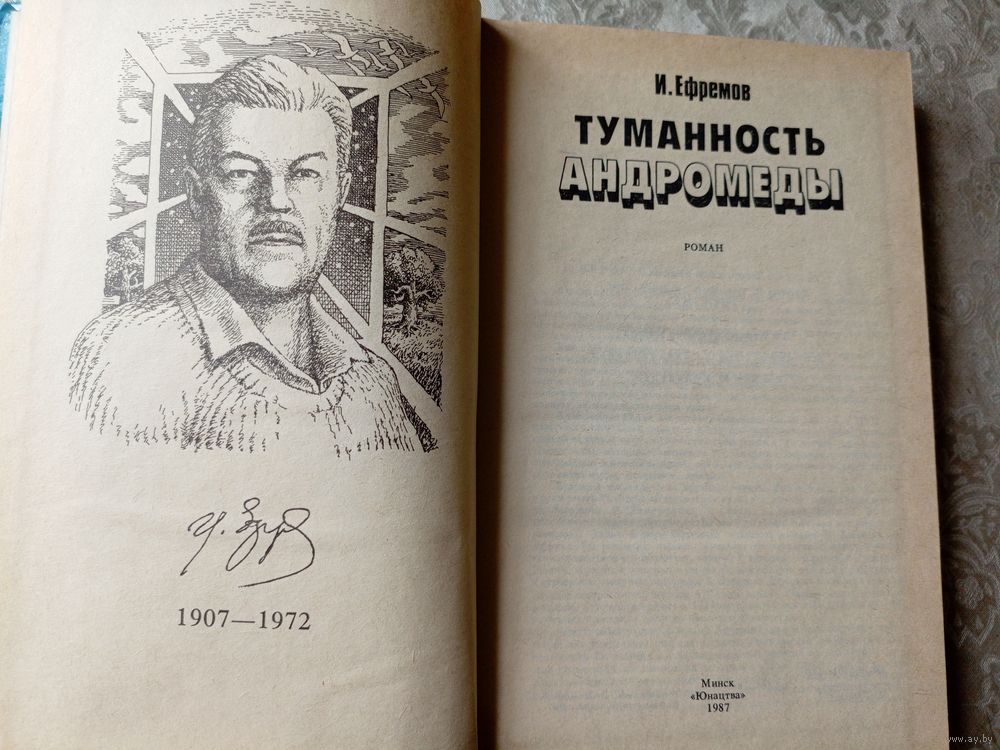 1907—1972
И. Ефремов
ТУМАННОСТЬ
АНДРОМЕДЫ
РОМАН
Минск
«Юнацтва»
1987
www.ay.by